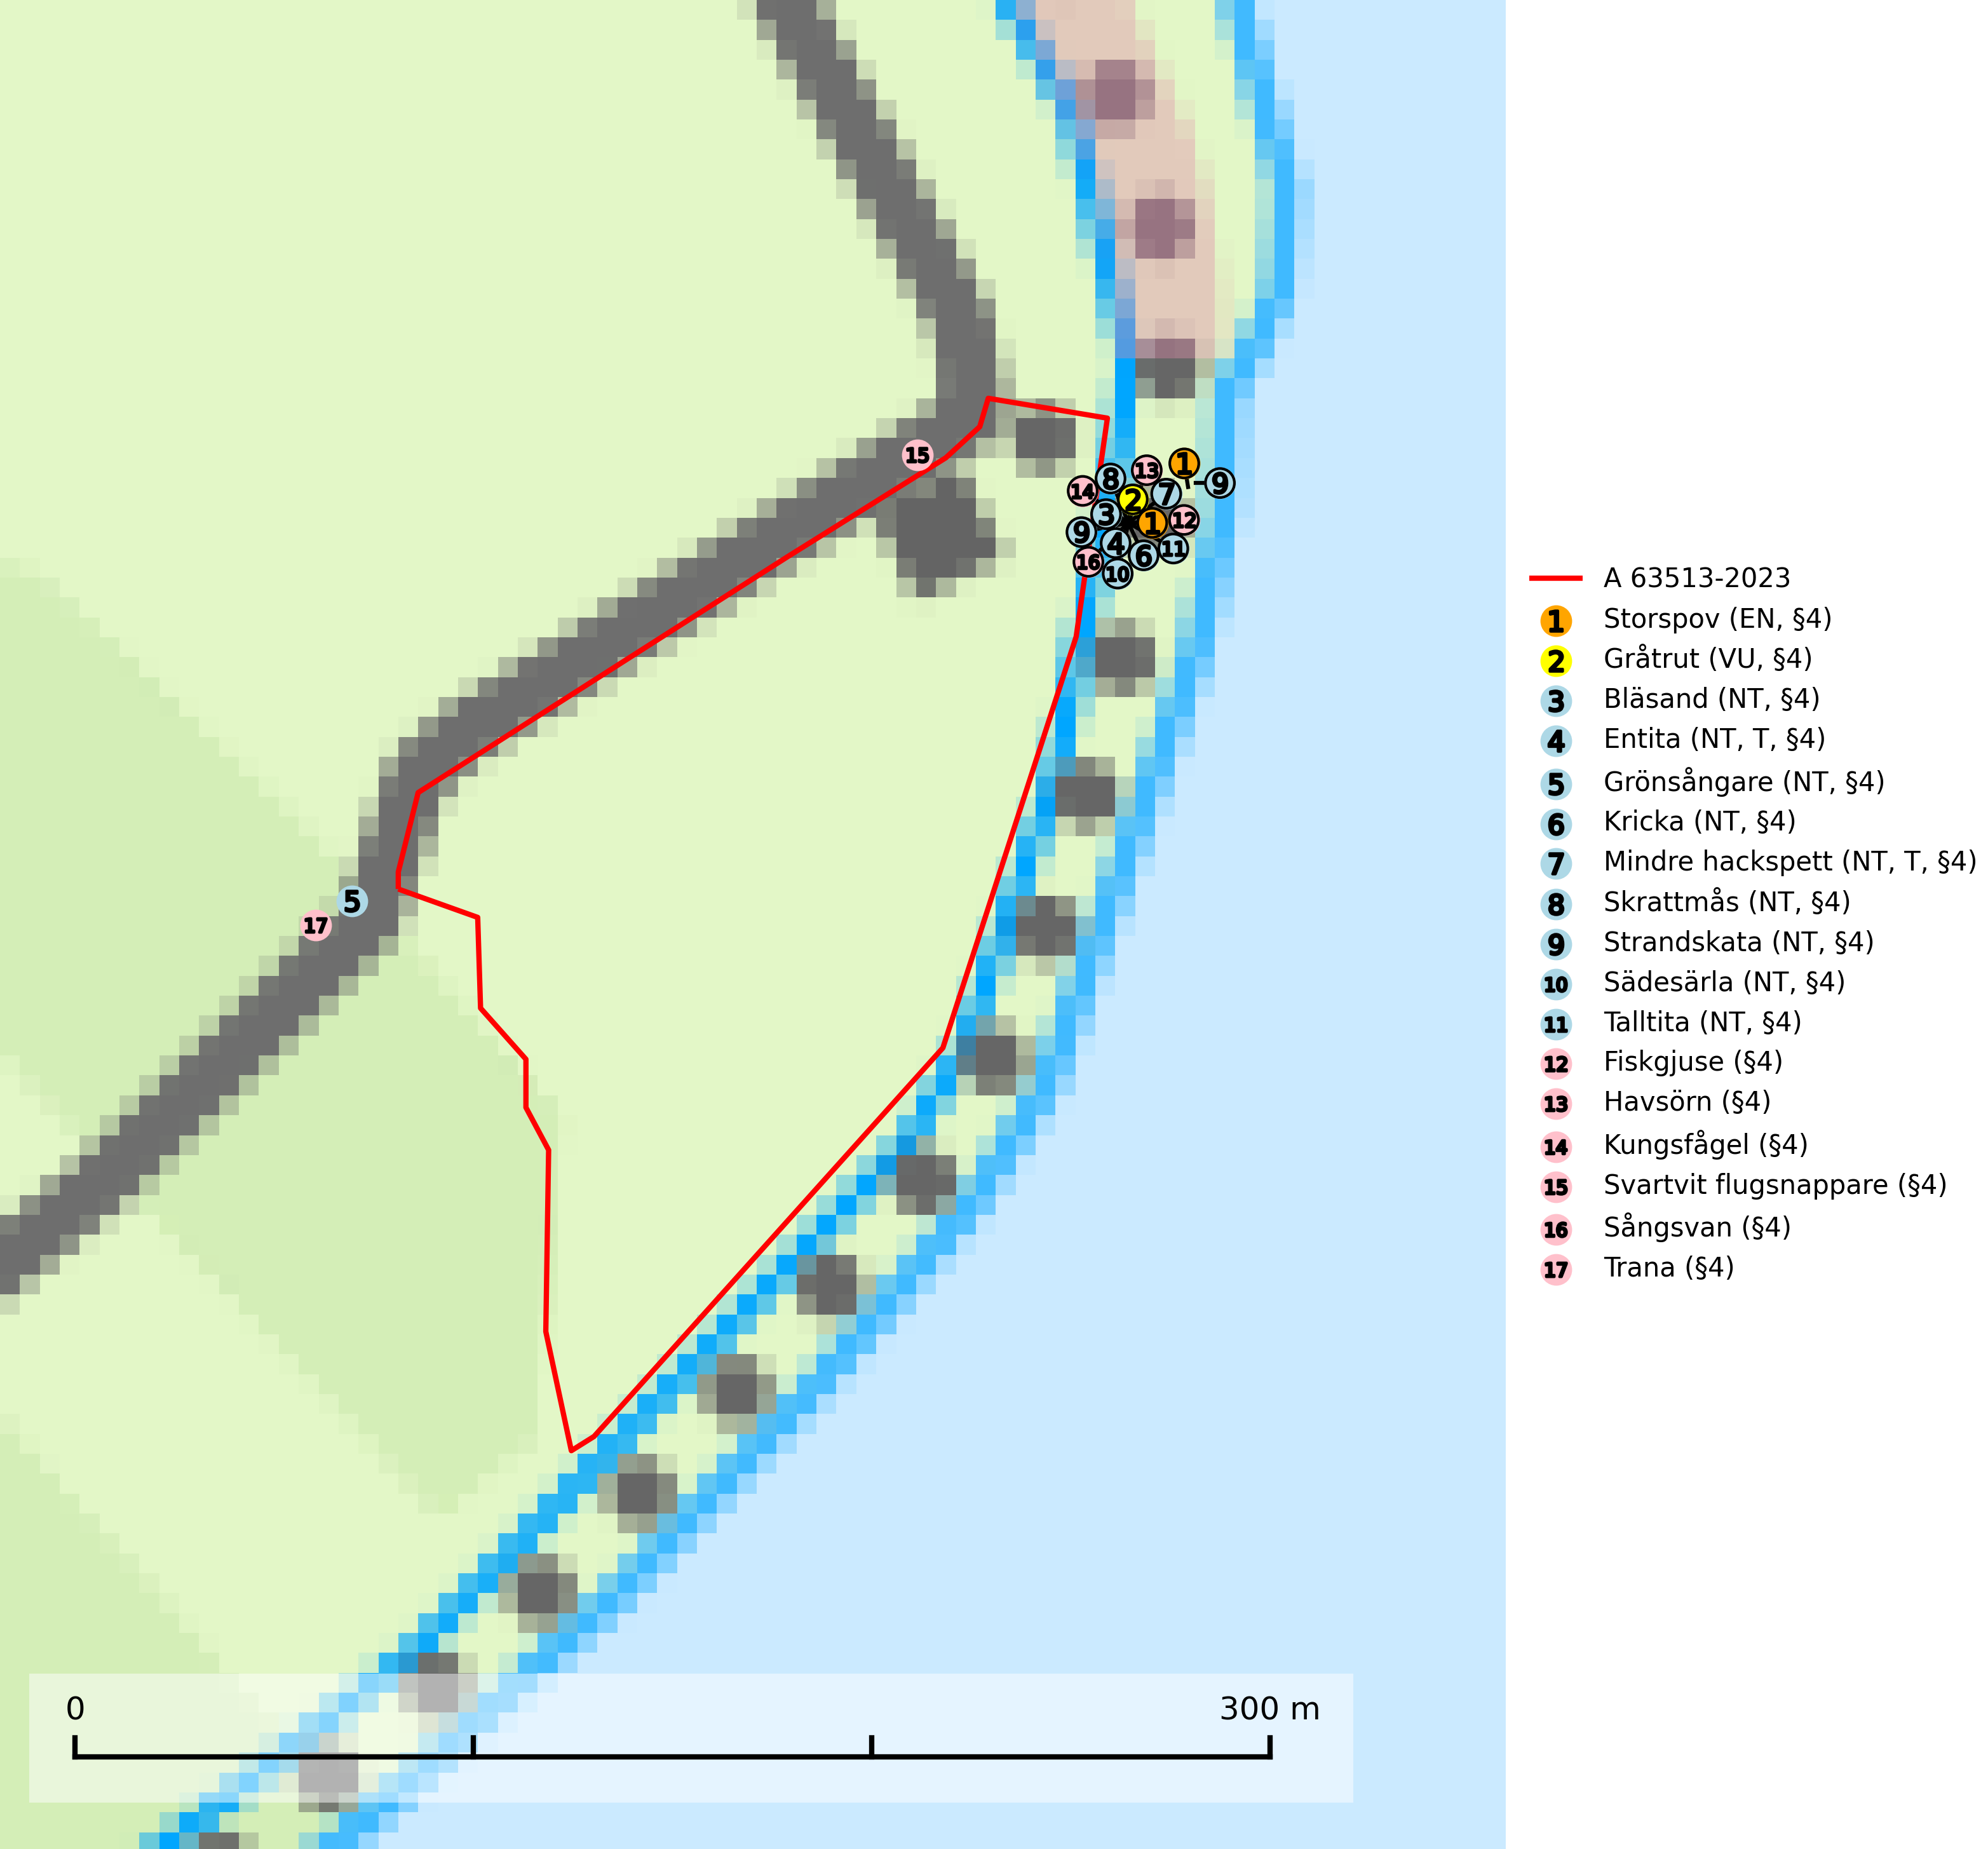 15
8
13
1
14
2
7
9
3
1
12
9
4
6
11
16
10
5
17
A 63513-2023
1 Storspov (EN, §4)
2 Gråtrut (VU, §4)
3 Bläsand (NT, §4)
4 Entita (NT, T, §4)
5 Grönsångare (NT, §4)
6 Kricka (NT, §4)
7 Mindre hackspett (NT, T, §4)
8 Skrattmås (NT, §4)
9 Strandskata (NT, §4)
10 Sädesärla (NT, §4)
11 Talltita (NT, §4)
12 Fiskgjuse (§4)
13 Havsörn (§4)
14 Kungsfågel (§4)
15 Svartvit flugsnappare (§4)
16 Sångsvan (§4)
17 Trana (§4)
0 300 m